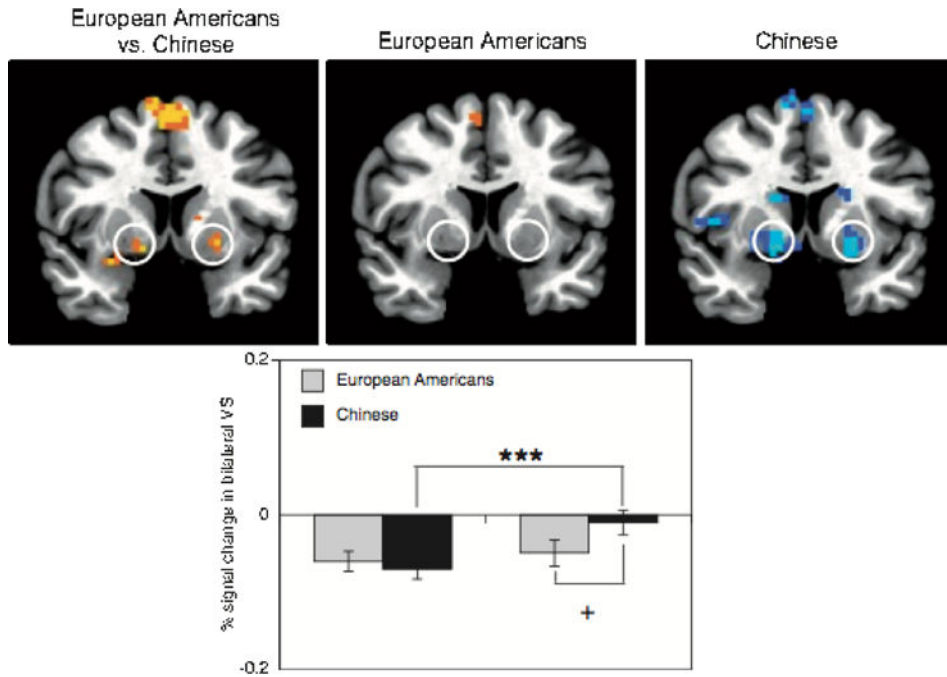 European Americans
vs. Chinese
European Americans
Chinese
0.2
European Americans
Chinese
***
0
+
-0.2
% signal change in bilateral VS